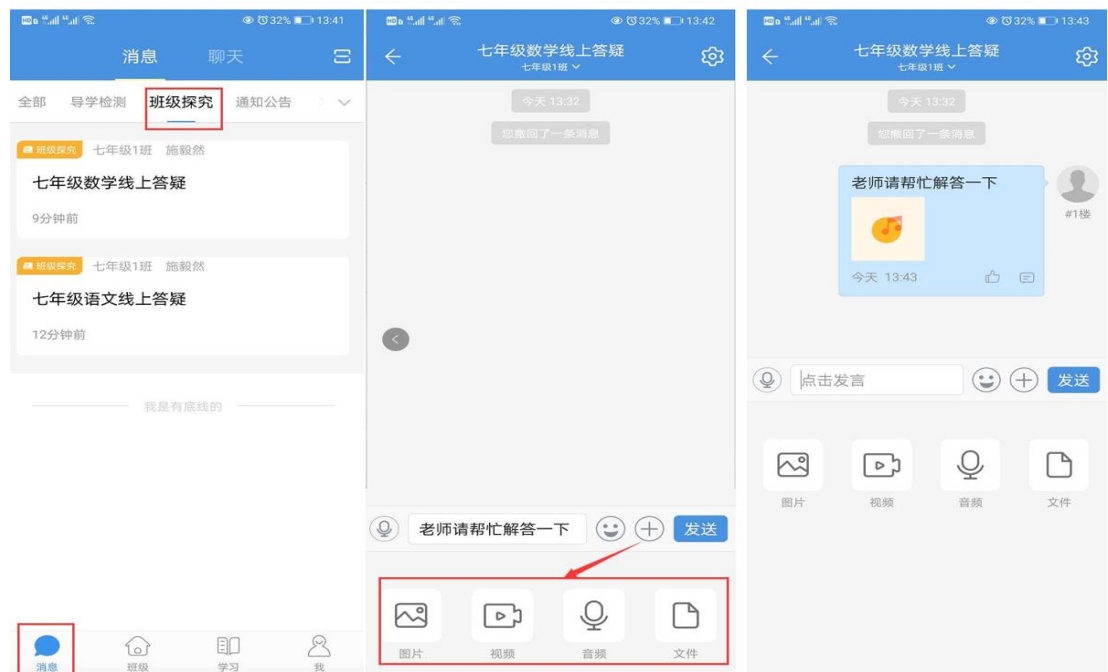 32% 13:41
消息 聊天
全部 导学检测 班级探究 通知公告
班级探究 七年级1班 施毅然
七年级数学线上答疑
9分钟前
班级探究 七年级1班 施毅然
七年级语文线上答疑
12分钟前
我是有底线的
消息 班级 学习 我
32% 13:42
七年级数学线上答疑
七年级1班
今天 13:32
您撤回了一条消息
老师请帮忙解答一下 发送
图片 视频 音频 文件
32% 13:43
七年级数学线上答疑
七年级1班
今天 13:32
您撤回了一条消息
老师请帮忙解答一下
#1楼
今天 13:43
点击发言 发送
图片 视频 音频 文件